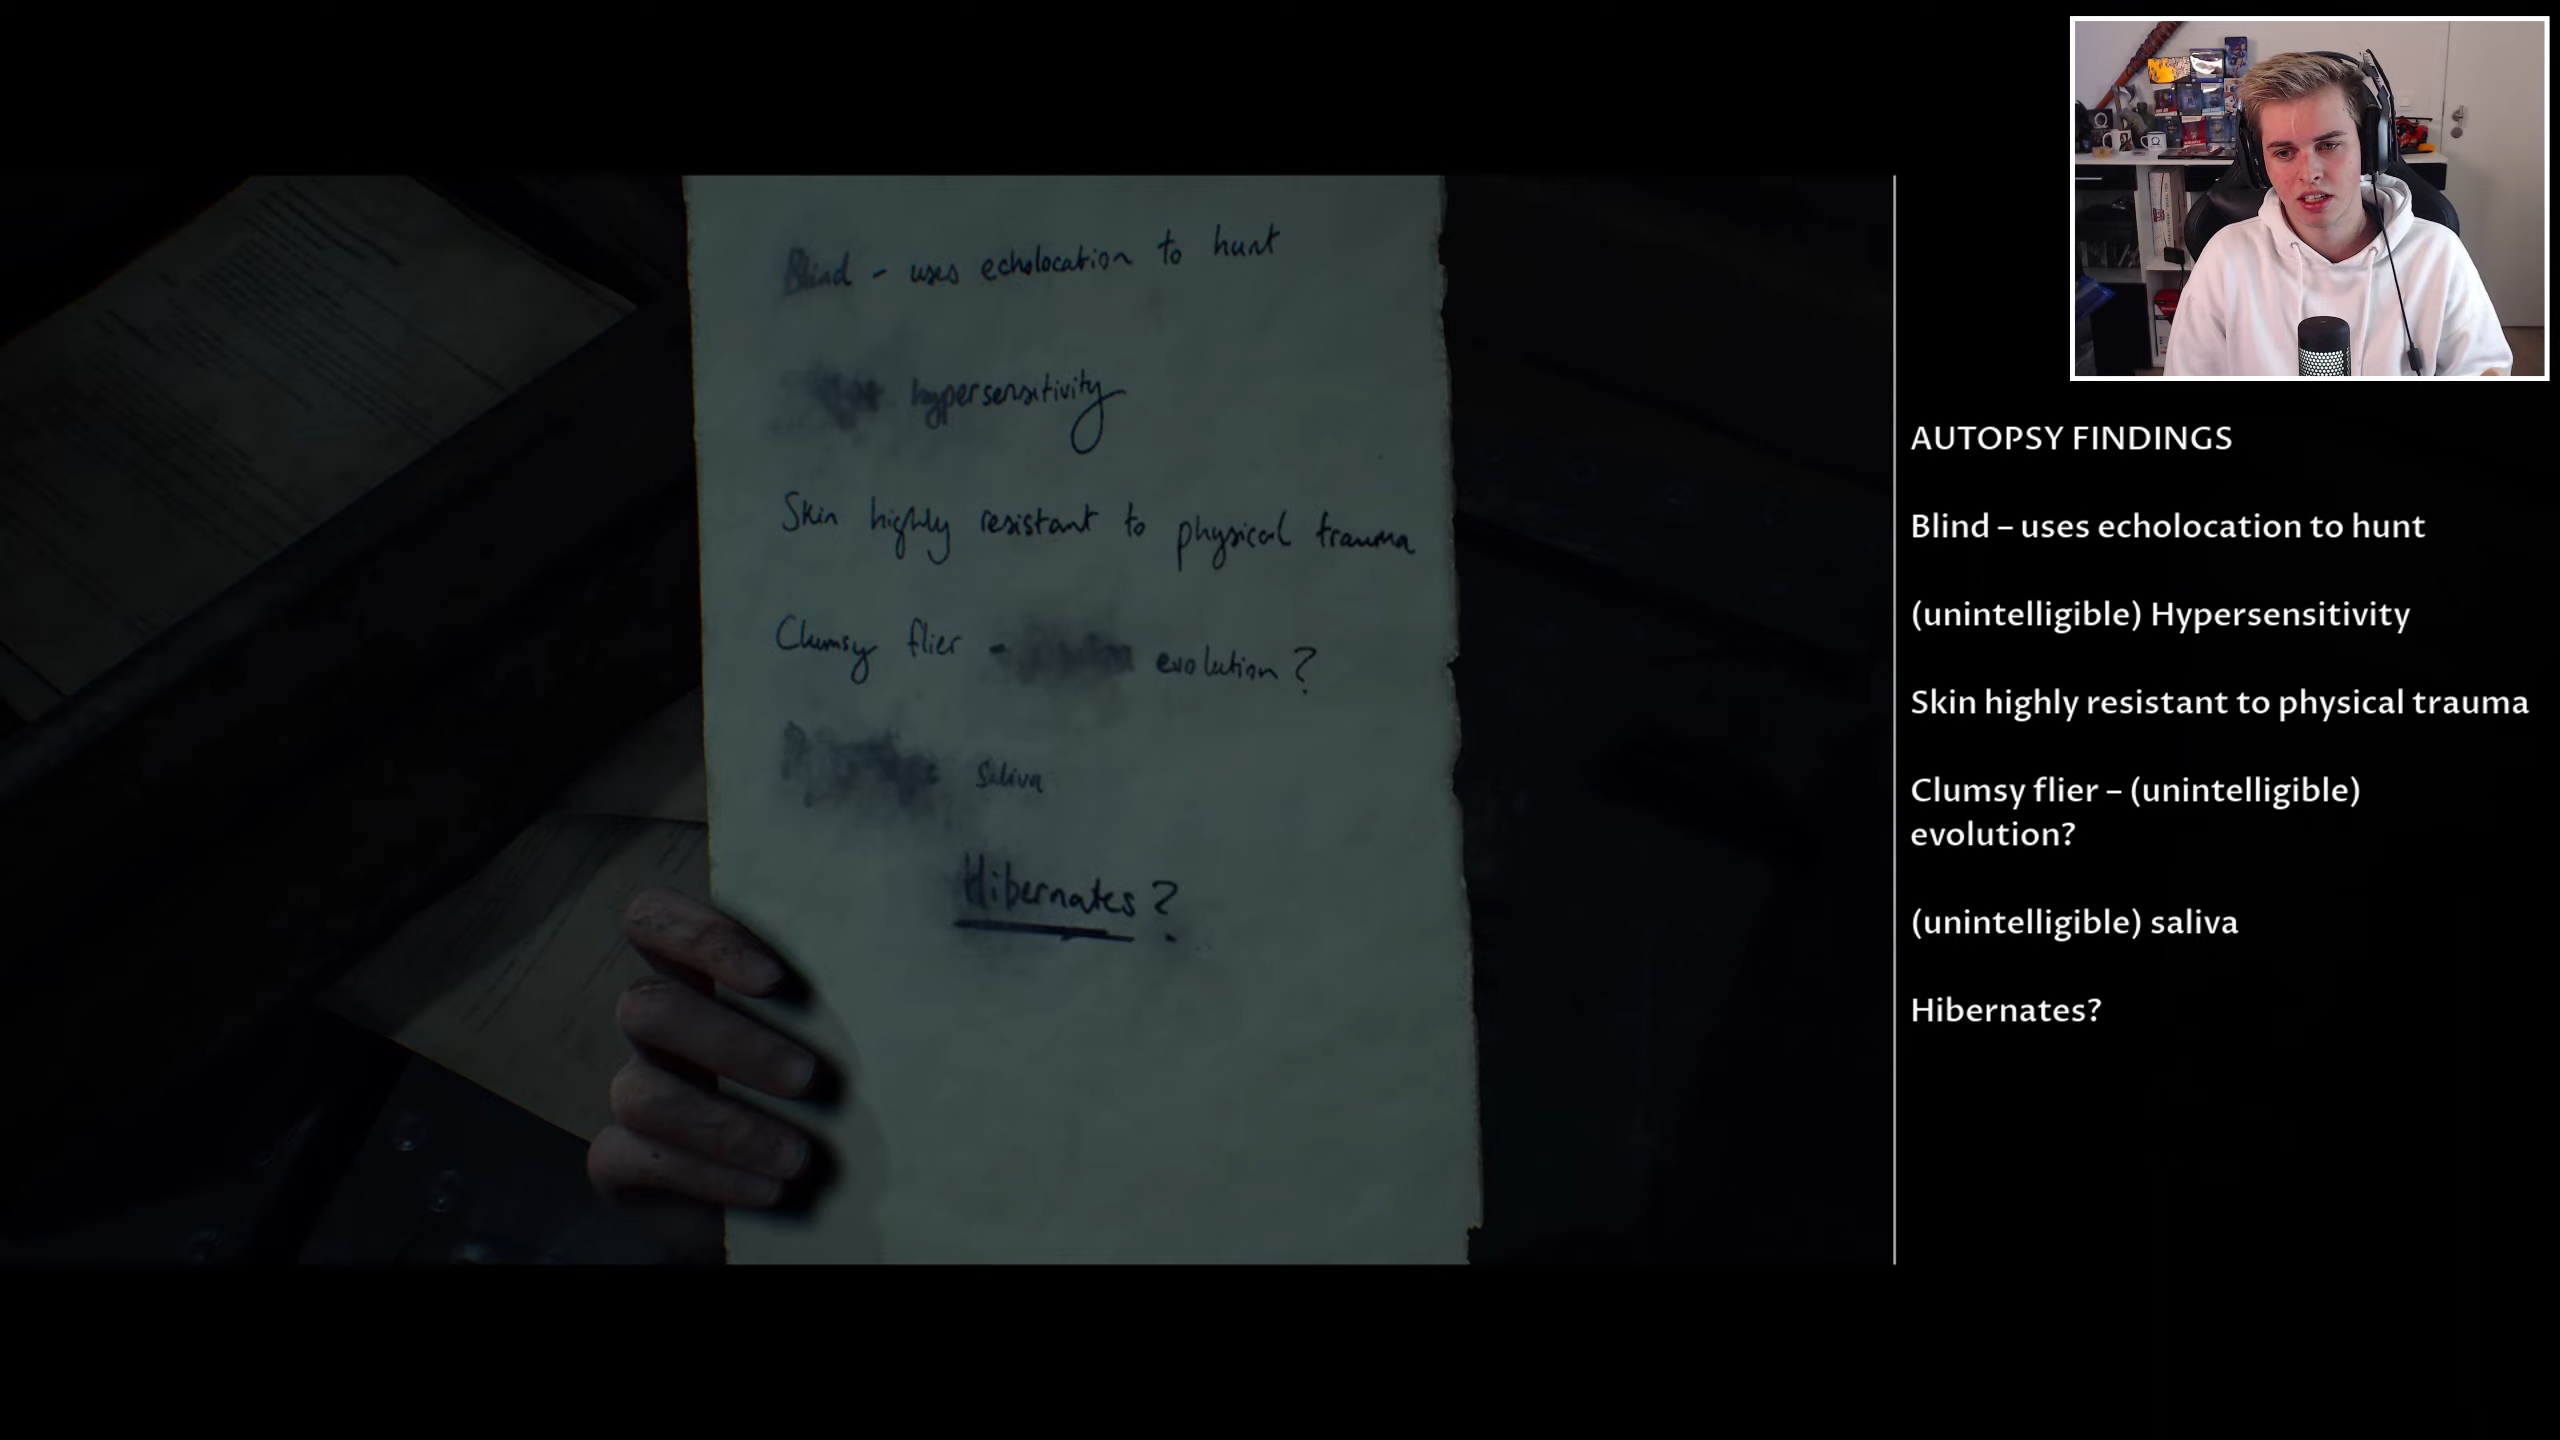 Blind - uses echolocation to hunt
hypersensitivity
Skin highly resistant to physical trauma
Clumsy flier - evolution?
Saliva
Hibernates?
AUTOPSY FINDINGS
Blind – uses echolocation to hunt
(unintelligible) Hypersensitivity
Skin highly resistant to physical trauma
Clumsy flier – (unintelligible)
evolution?
(unintelligible) saliva
Hibernates?